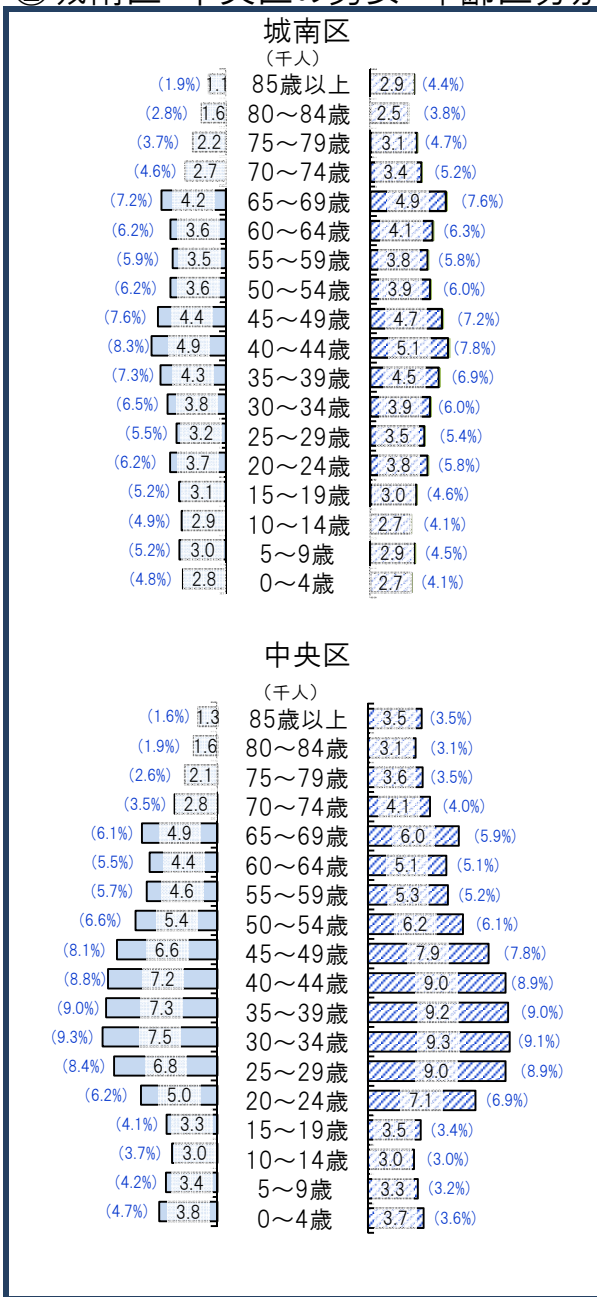 城南区
（千人）
(1.9%) 1.1 85歳以上 2.9 (4.4%)
(2.8%) 1.6 80～84歳 2.5 (3.8%)
(3.7%) 2.2 75～79歳 3.1 (4.7%)
(4.6%) 2.7 70～74歳 3.4 (5.2%)
(7.2%) 4.2 65～69歳 4.9 (7.6%)
(6.2%) 3.6 60～64歳 4.1 (6.3%)
(5.9%) 3.5 55～59歳 3.8 (5.8%)
(6.2%) 3.6 50～54歳 3.9 (6.0%)
(7.6%) 4.4 45～49歳 4.7 (7.2%)
(8.3%) 4.9 40～44歳 5.1 (7.8%)
(7.3%) 4.3 35～39歳 4.5 (6.9%)
(6.5%) 3.8 30～34歳 3.9 (6.0%)
(5.5%) 3.2 25～29歳 3.5 (5.4%)
(6.2%) 3.7 20～24歳 3.8 (5.8%)
(5.2%) 3.1 15～19歳 3.0 (4.6%)
(4.9%) 2.9 10～14歳 2.7 (4.1%)
(5.2%) 3.0 5～9歳 2.9 (4.5%)
(4.8%) 2.8 0～4歳 2.7 (4.1%)
中央区
（千人）
(1.6%) 1.3 85歳以上 3.5 (3.5%)
(1.9%) 1.6 80～84歳 3.1 (3.1%)
(2.6%) 2.1 75～79歳 3.6 (3.5%)
(3.5%) 2.8 70～74歳 4.1 (4.0%)
(6.1%) 4.9 65～69歳 6.0 (5.9%)
(5.5%) 4.4 60～64歳 5.1 (5.1%)
(5.7%) 4.6 55～59歳 5.3 (5.2%)
(6.6%) 5.4 50～54歳 6.2 (6.1%)
(8.1%) 6.6 45～49歳 7.9 (7.8%)
(8.8%) 7.2 40～44歳 9.0 (8.9%)
(9.0%) 7.3 35～39歳 9.2 (9.0%)
(9.3%) 7.5 30～34歳 9.3 (9.1%)
(8.4%) 6.8 25～29歳 9.0 (8.9%)
(6.2%) 5.0 20～24歳 7.1 (6.9%)
(4.1%) 3.3 15～19歳 3.5 (3.4%)
(3.7%) 3.0 10～14歳 3.0 (3.0%)
(4.2%) 3.4 5～9歳 3.3 (3.2%)
(4.7%) 3.8 0～4歳 3.7 (3.6%)